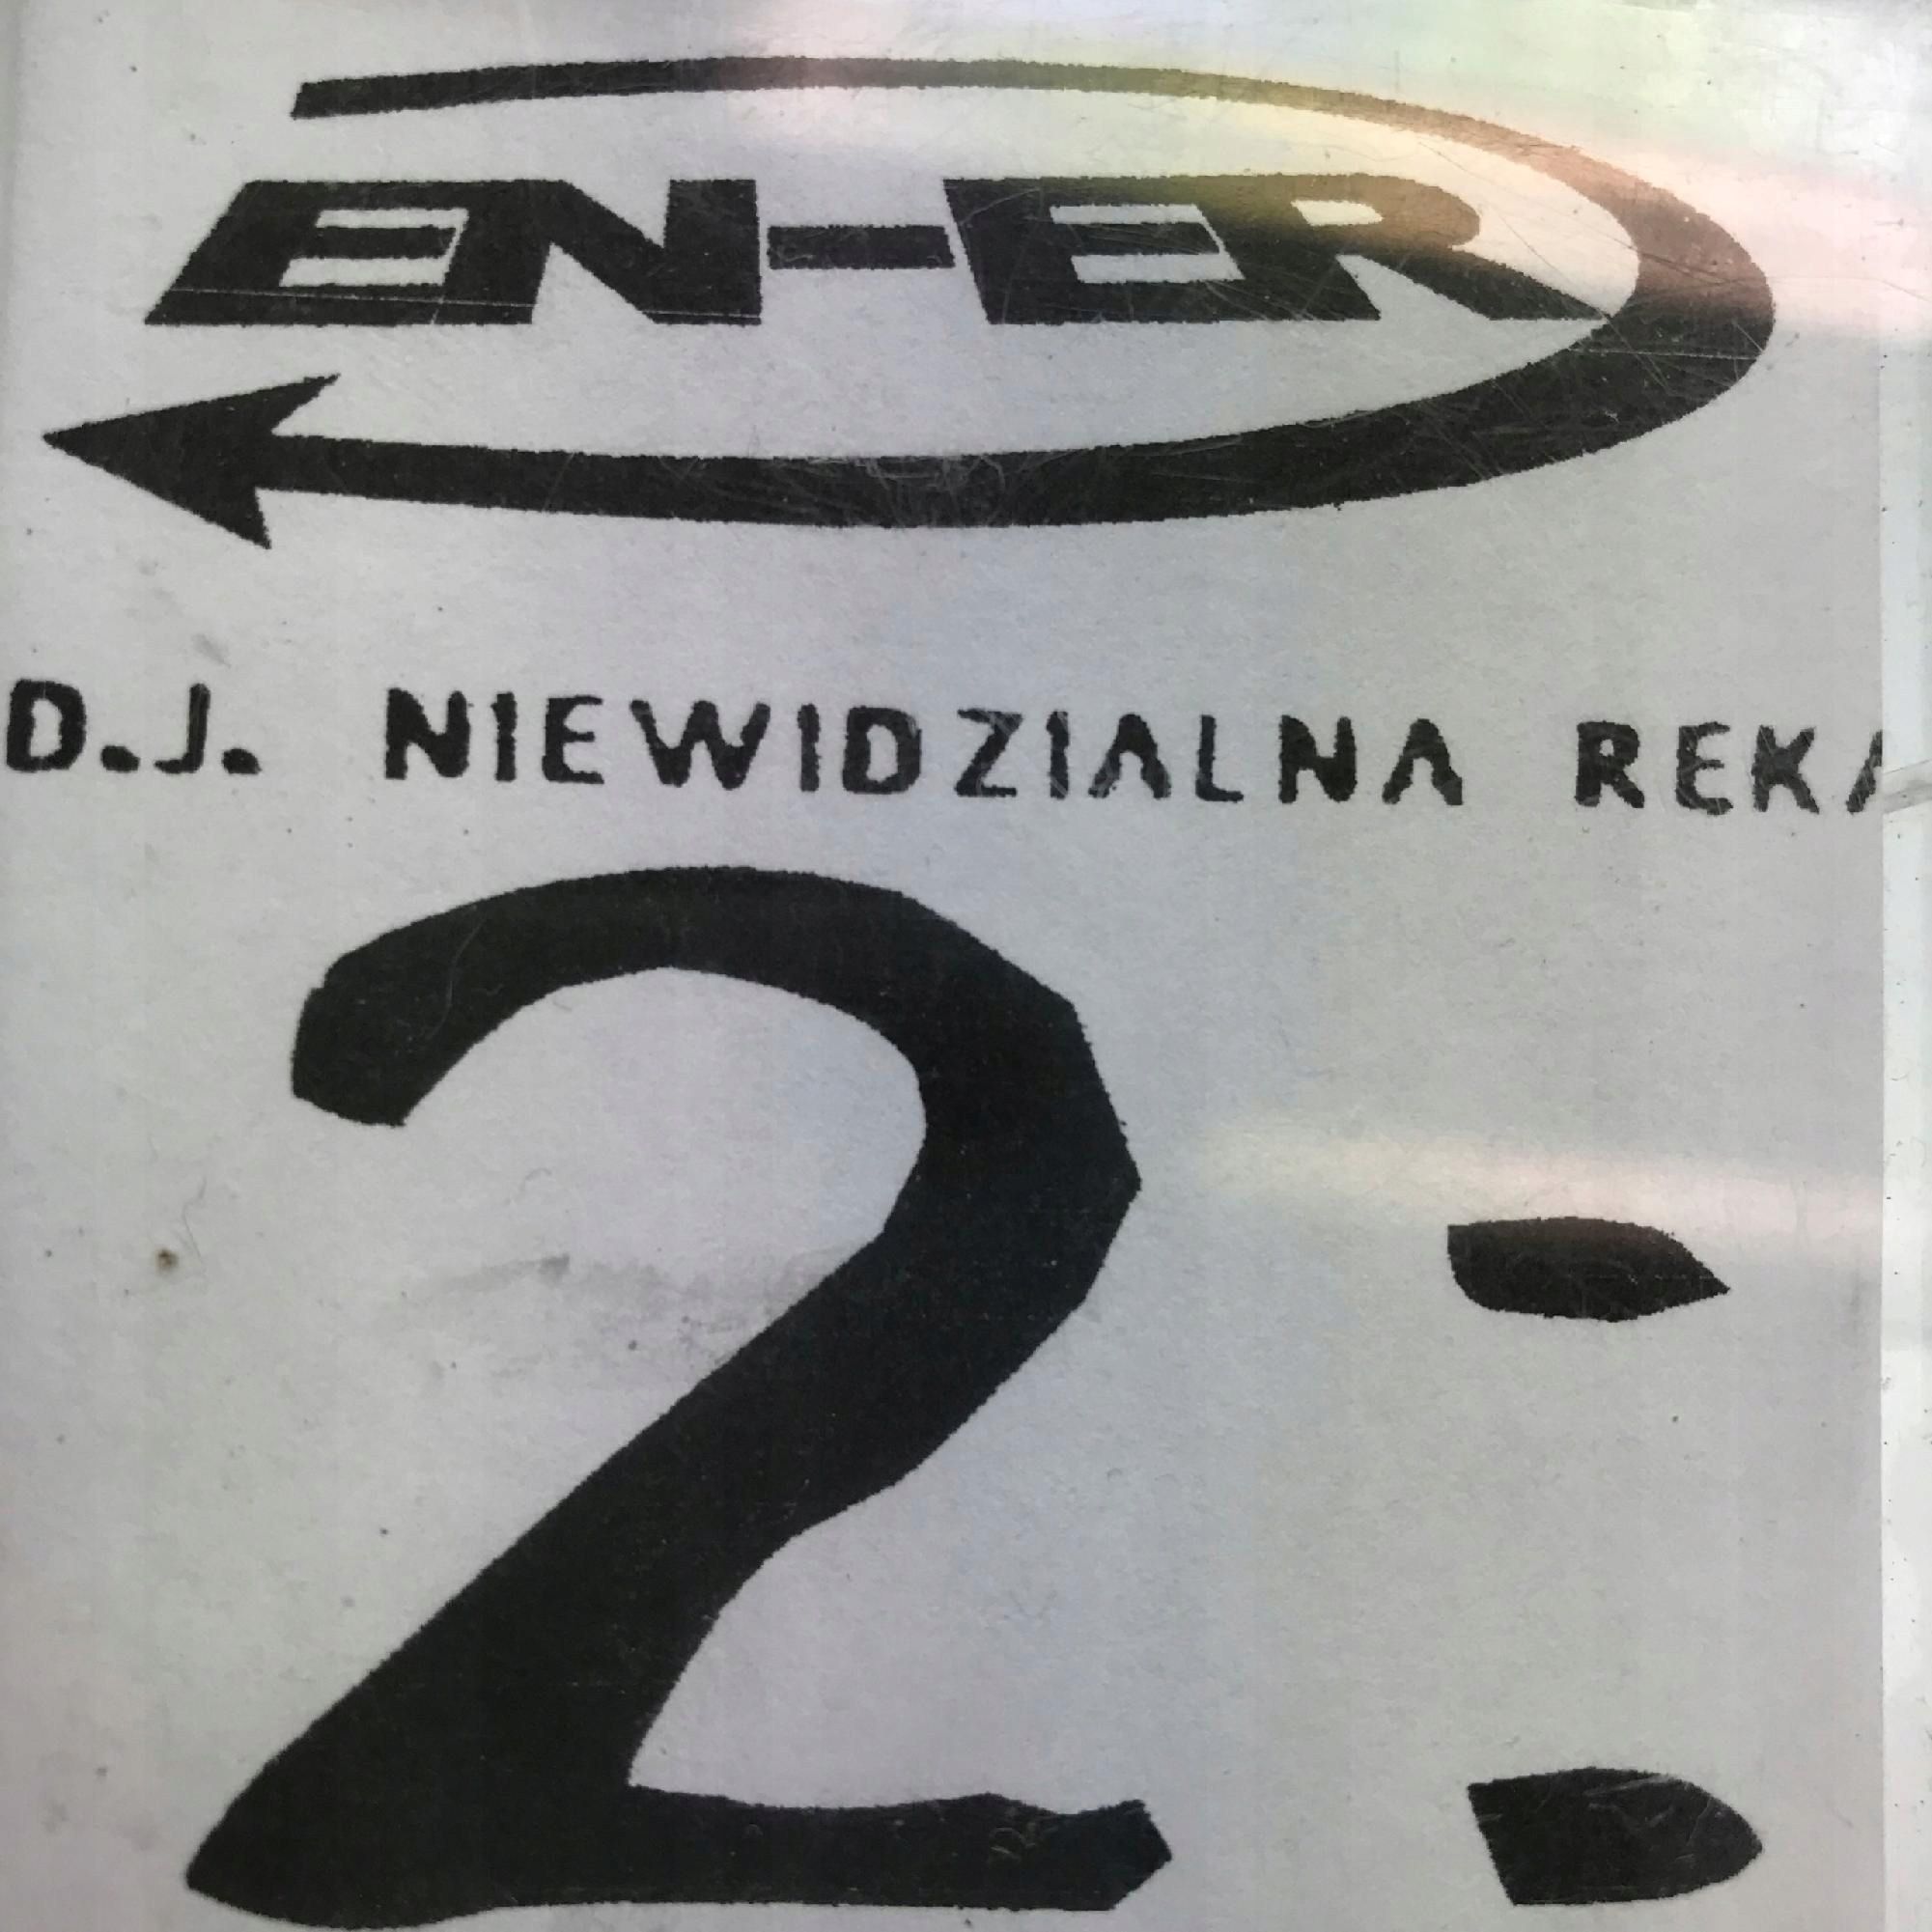 EN-ER
D.J. NIEWIDZIALNA REKA
2: